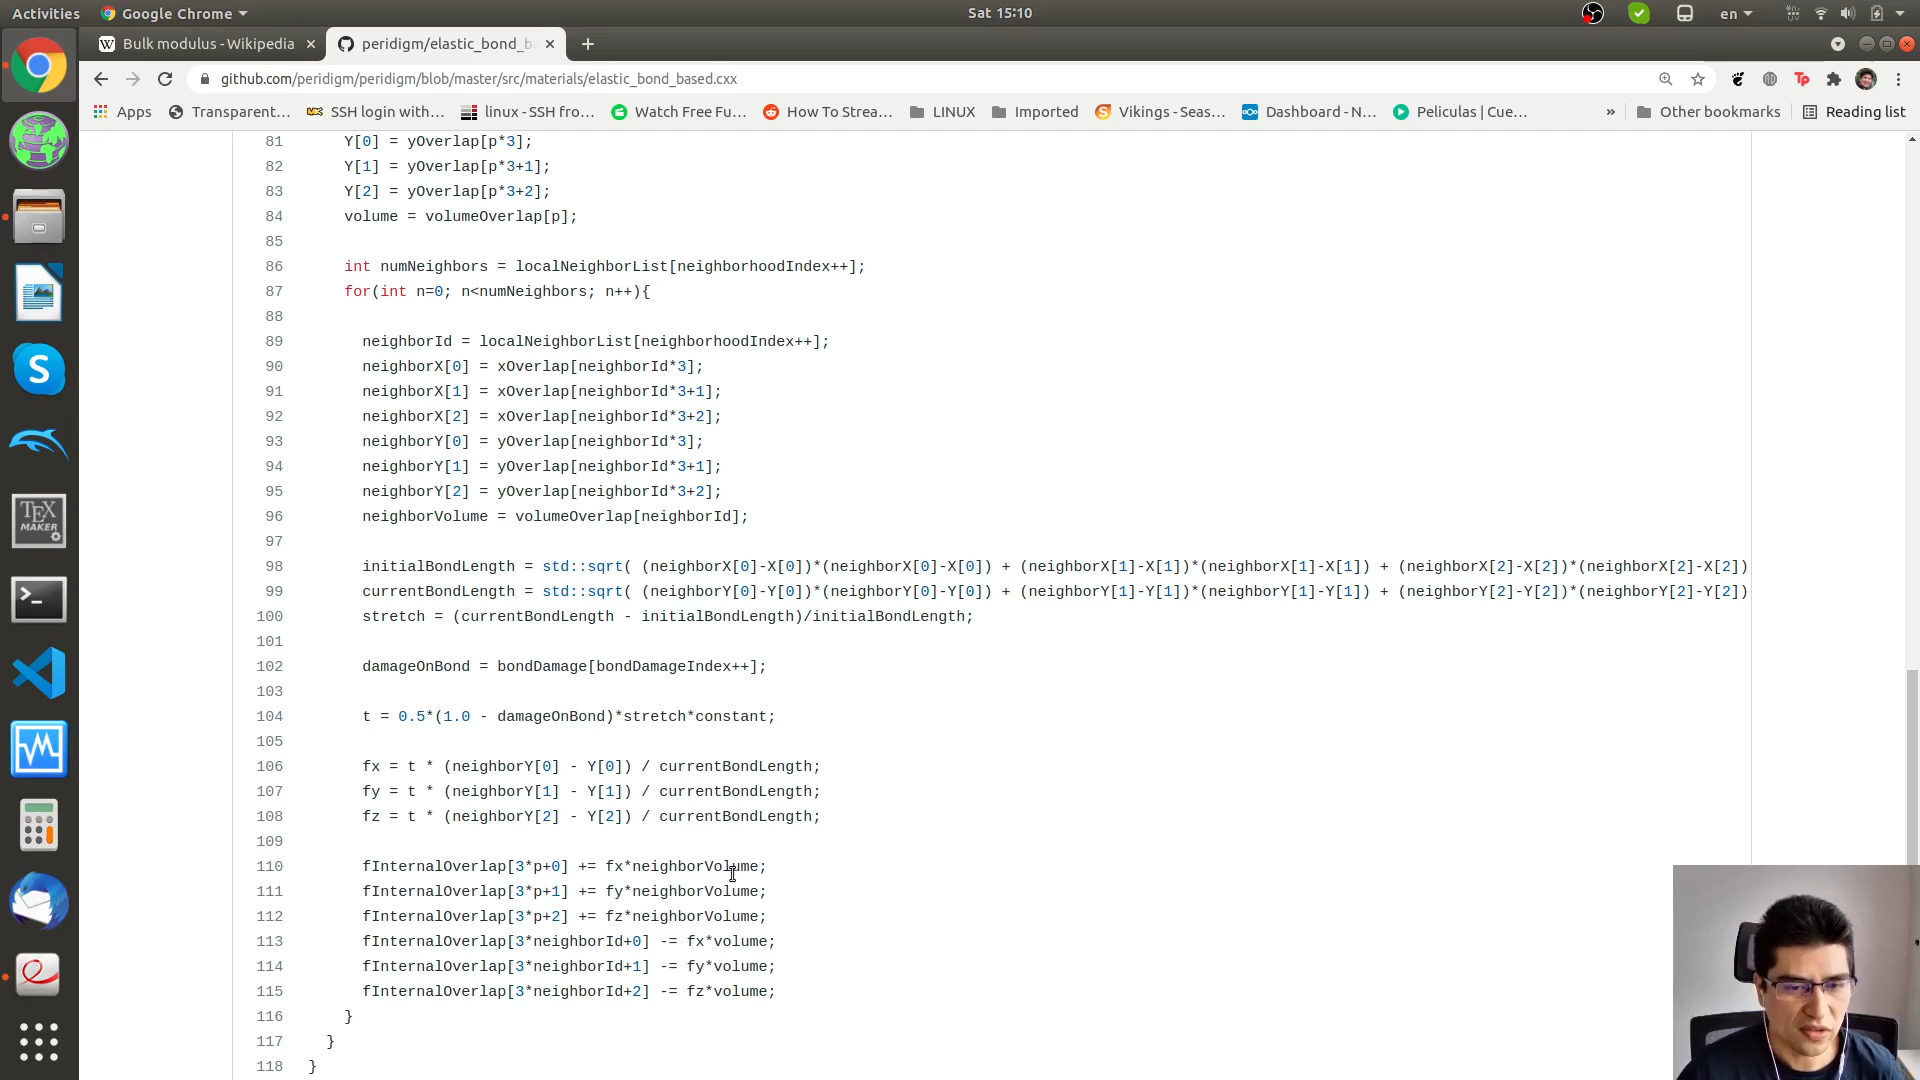 Activities Google Chrome Sat 15:10 en
Bulk modulus - Wikipedia peridigm/elastic_bond_b
github.com/peridigm/peridigm/blob/master/src/materials/elastic_bond_based.cxx Tp
Apps Transparent… SSH login with… linux - SSH fro… Watch Free Fu… How To Strea… LINUX Imported Vikings - Seas… Dashboard - N… Peliculas | Cue… » Other bookmarks Reading list
81 Y[0] = yOverlap[p*3];
82 Y[1] = yOverlap[p*3+1];
83 Y[2] = yOverlap[p*3+2];
84 volume = volumeOverlap[p];
85
86 int numNeighbors = localNeighborList[neighborhoodIndex++];
87 for(int n=0; n<numNeighbors; n++){
88
89 neighborId = localNeighborList[neighborhoodIndex++];
90 neighborX[0] = xOverlap[neighborId*3];
91 neighborX[1] = xOverlap[neighborId*3+1];
92 neighborX[2] = xOverlap[neighborId*3+2];
93 neighborY[0] = yOverlap[neighborId*3];
94 neighborY[1] = yOverlap[neighborId*3+1];
95 neighborY[2] = yOverlap[neighborId*3+2];
96 neighborVolume = volumeOverlap[neighborId];
97
98 initialBondLength = std::sqrt( (neighborX[0]-X[0])*(neighborX[0]-X[0]) + (neighborX[1]-X[1])*(neighborX[1]-X[1]) + (neighborX[2]-X[2])*(neighborX[2]-X[2])
99 currentBondLength = std::sqrt( (neighborY[0]-Y[0])*(neighborY[0]-Y[0]) + (neighborY[1]-Y[1])*(neighborY[1]-Y[1]) + (neighborY[2]-Y[2])*(neighborY[2]-Y[2])
100 stretch = (currentBondLength - initialBondLength)/initialBondLength;
101
102 damageOnBond = bondDamage[bondDamageIndex++];
103
104 t = 0.5*(1.0 - damageOnBond)*stretch*constant;
105
106 fx = t * (neighborY[0] - Y[0]) / currentBondLength;
107 fy = t * (neighborY[1] - Y[1]) / currentBondLength;
108 fz = t * (neighborY[2] - Y[2]) / currentBondLength;
109
110 fInternalOverlap[3*p+0] += fx*neighborVolume;
111 fInternalOverlap[3*p+1] += fy*neighborVolume;
112 fInternalOverlap[3*p+2] += fz*neighborVolume;
113 fInternalOverlap[3*neighborId+0] -= fx*volume;
114 fInternalOverlap[3*neighborId+1] -= fy*volume;
115 fInternalOverlap[3*neighborId+2] -= fz*volume;
116 }
117 }
118 }
TEX
MAKER